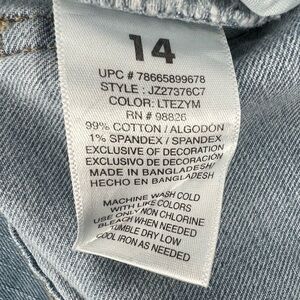 14
UPC # 78665899678
STYLE : JZ27376C7
COLOR: LTEZYM
RN # 98826
99% COTTON / ALGODÓN
1% SPANDEX / SPANDEX
EXCLUSIVE OF DECORATION
EXCLUSIVO DE DECORACIÓN
MADE IN BANGLADESH/
HECHO EN BANGLADESH
MACHINE WASH COLD
WITH LIKE COLORS
USE ONLY NON CHLORINE
BLEACH WHEN NEEDED
TUMBLE DRY LOW
COOL IRON AS NEEDED